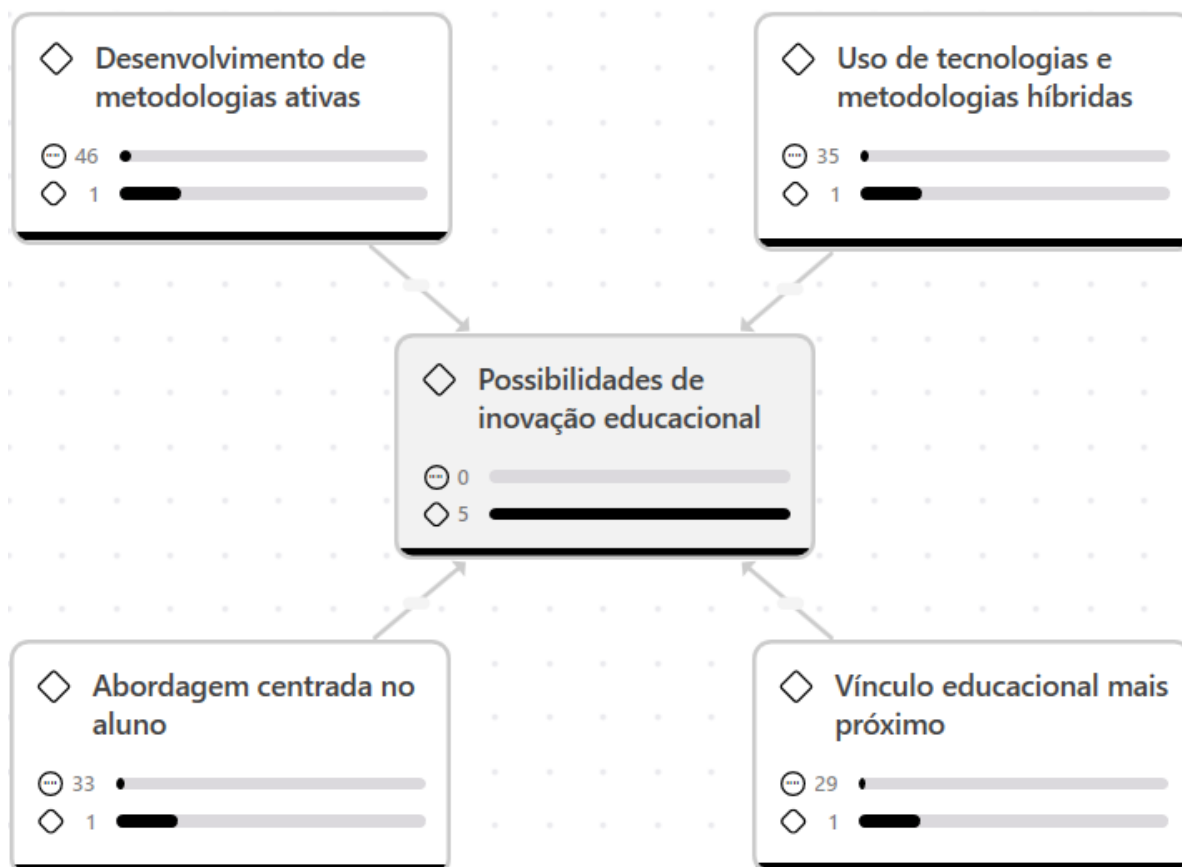 Desenvolvimento de
metodologias ativas
46
1
Uso de tecnologias e
metodologias híbridas
35
1
Possibilidades de
inovação educacional
0
5
Abordagem centrada no
aluno
33
1
Vínculo educacional mais
próximo
29
1